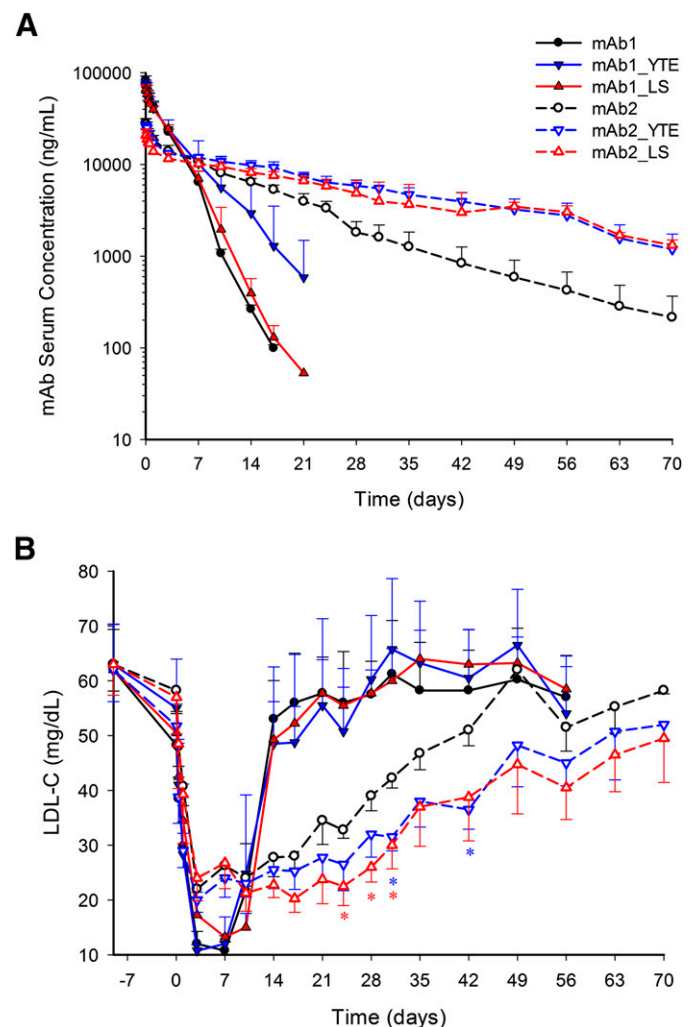 A
mAb1
mAb1_YTE
mAb1_LS
mAb2
mAb2_YTE
mAb2_LS
mAb Serum Concentration (ng/mL)
100000
10000
1000
100
10
0 7 14 21 28 35 42 49 56 63 70
Time (days)
B
LDL-C (mg/dL)
80
70
60
50
40
30
20
10
* * * *
* *
-7 0 7 14 21 28 35 42 49 56 63 70
Time (days)